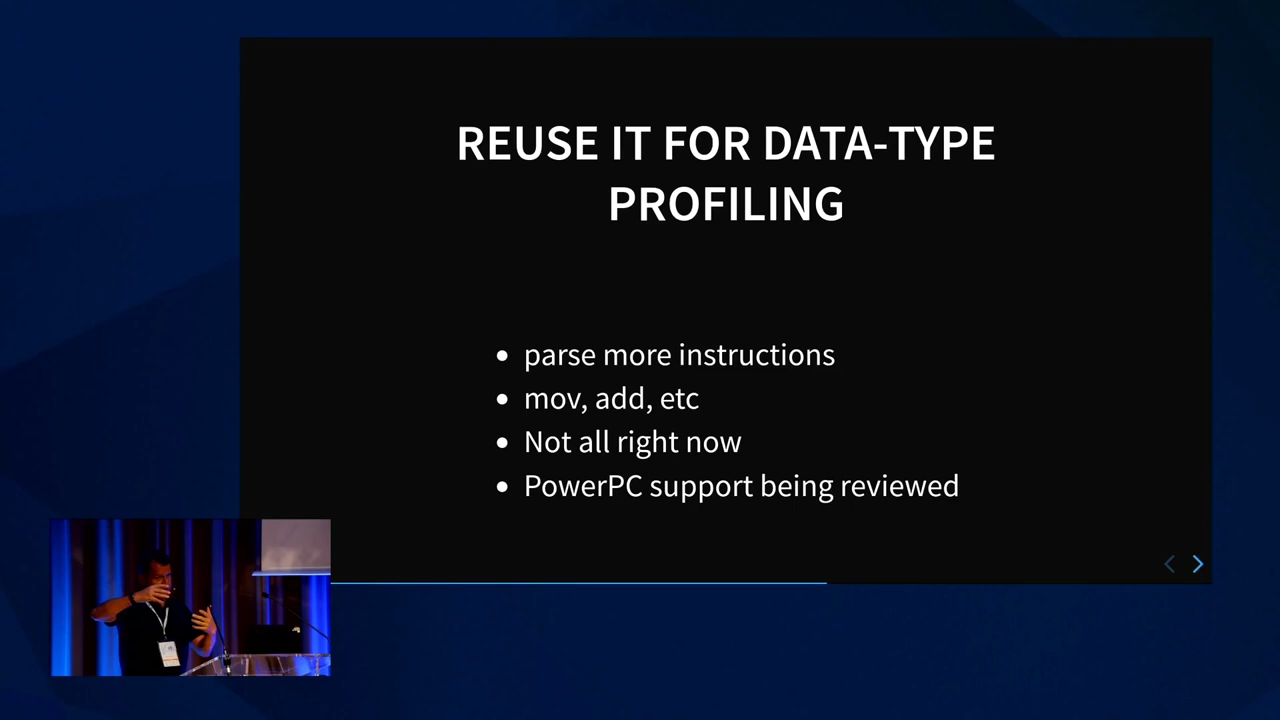 REUSE IT FOR DATA-TYPE
PROFILING
parse more instructions
mov, add, etc
Not all right now
PowerPC support being reviewed